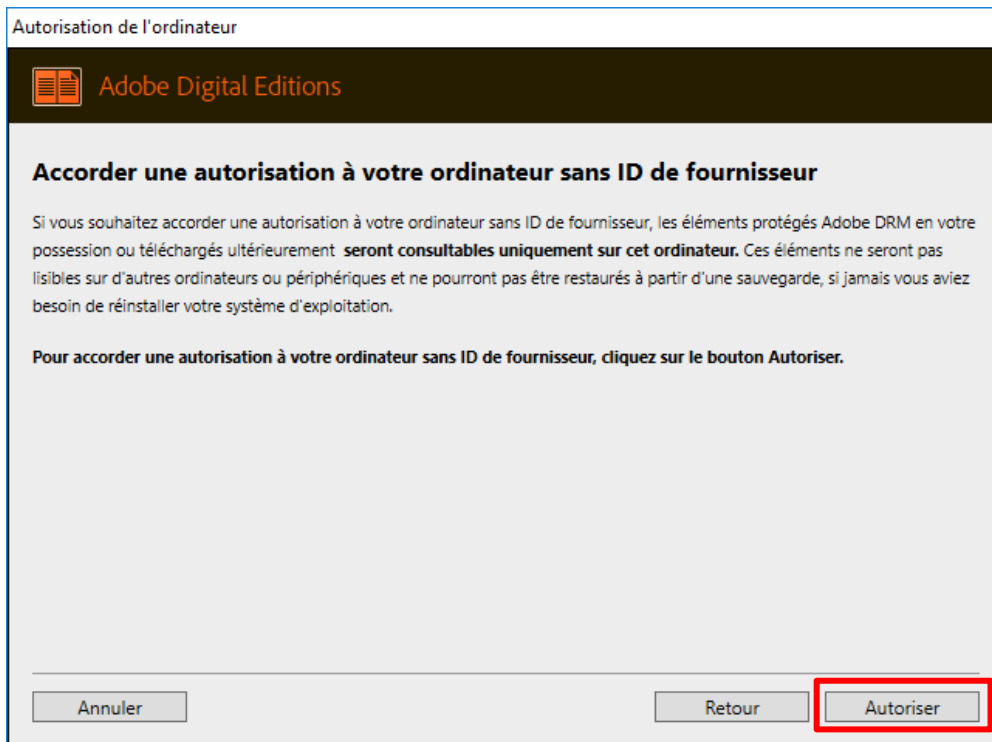 Autorisation de l'ordinateur
Adobe Digital Editions
Accorder une autorisation à votre ordinateur sans ID de fournisseur
Si vous souhaitez accorder une autorisation à votre ordinateur sans ID de fournisseur, les éléments protégés Adobe DRM en votre
possession ou téléchargés ultérieurement seront consultables uniquement sur cet ordinateur. Ces éléments ne seront pas
lisibles sur d'autres ordinateurs ou périphériques et ne pourront pas être restaurés à partir d'une sauvegarde, si jamais vous aviez
besoin de réinstaller votre système d'exploitation.
Pour accorder une autorisation à votre ordinateur sans ID de fournisseur, cliquez sur le bouton Autoriser.
Annuler
Retour
Autoriser